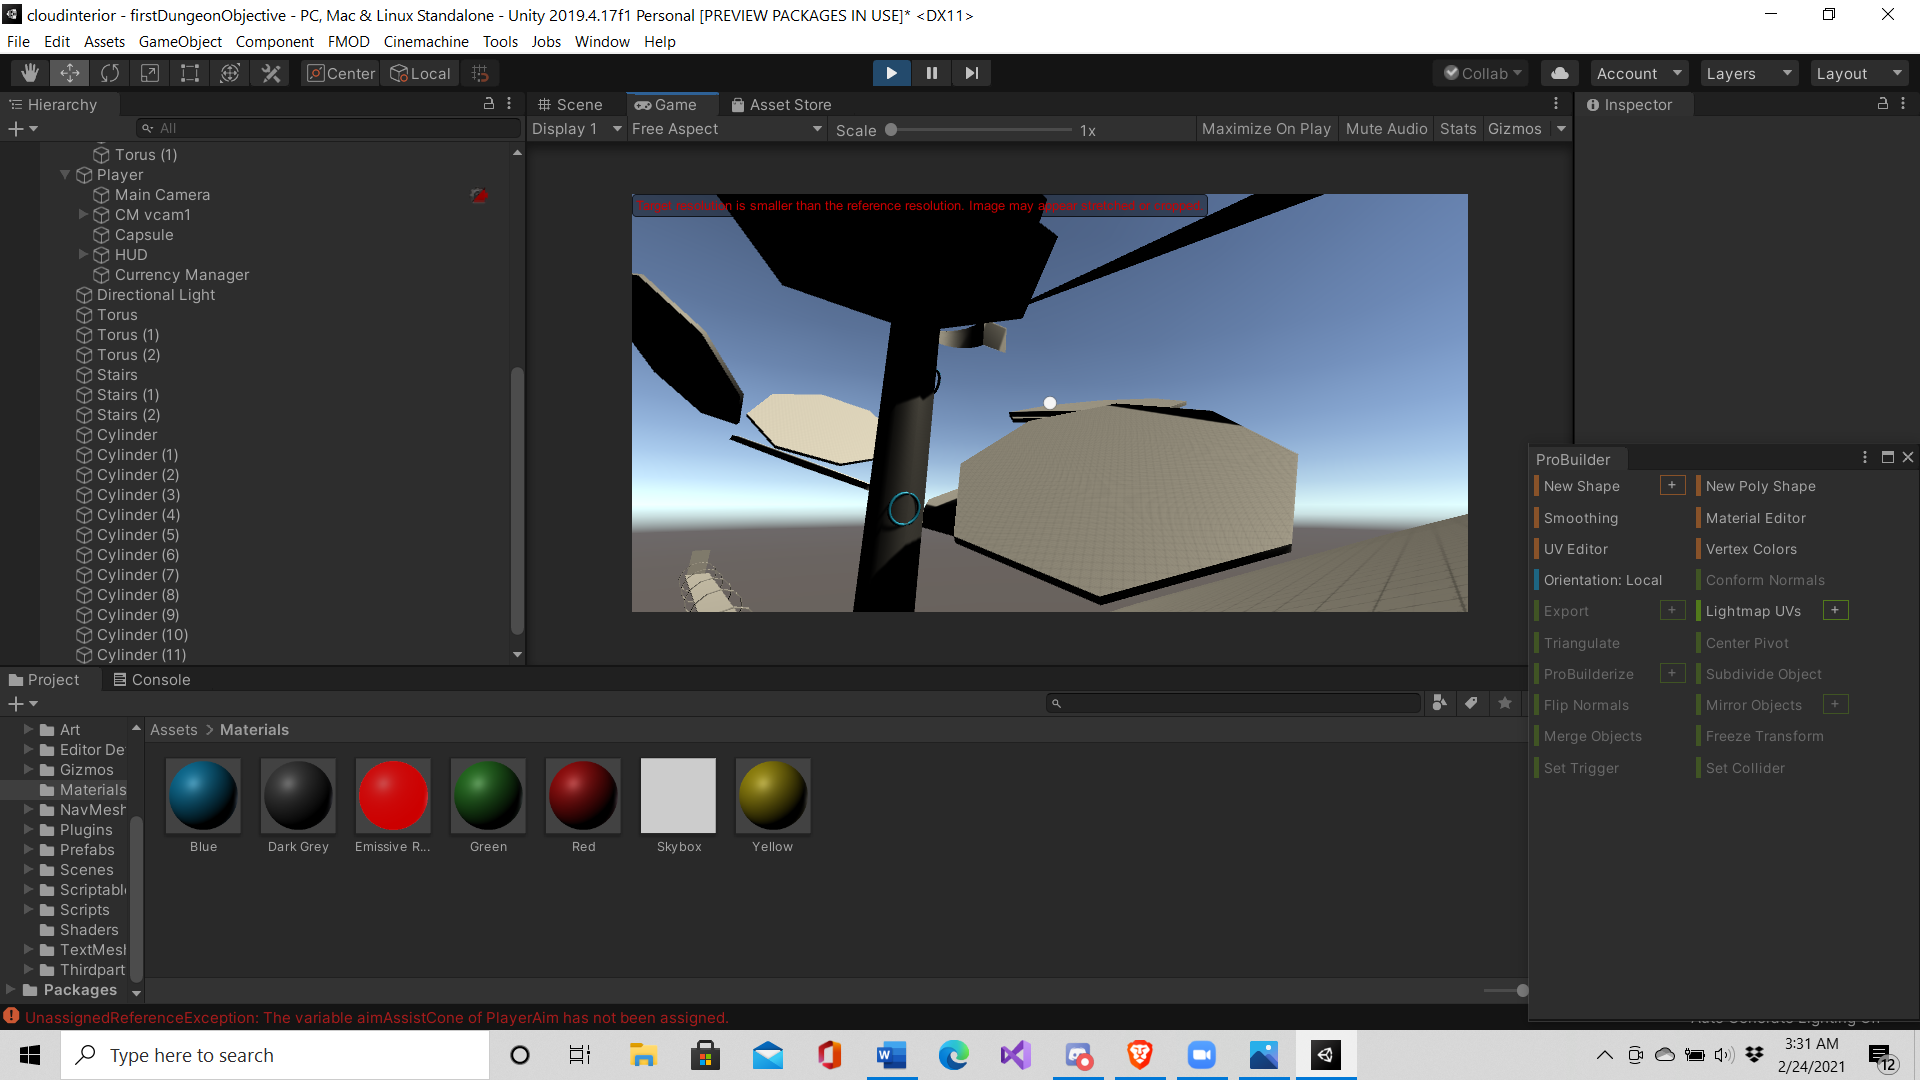 cloudinterior - firstDungeonObjective - PC, Mac & Linux Standalone - Unity 2019.4.17f1 Personal [PREVIEW PACKAGES IN USE]* <DX11>
File Edit Assets GameObject Component FMOD Cinemachine Tools Jobs Window Help
Center Local Collab Account Layers Layout
Hierarchy
All
Torus (1)
Player
Main Camera
CM vcam1
Capsule
HUD
Currency Manager
Directional Light
Torus
Torus (1)
Torus (2)
Stairs
Stairs (1)
Stairs (2)
Cylinder
Cylinder (1)
Cylinder (2)
Cylinder (3)
Cylinder (4)
Cylinder (5)
Cylinder (6)
Cylinder (7)
Cylinder (8)
Cylinder (9)
Cylinder (10)
Cylinder (11)
Scene Game Asset Store
Display 1 Free Aspect Scale 1x Maximize On Play Mute Audio Stats Gizmos
is smaller than the reference resolution. Image may
Inspector
ProBuilder
New Shape + New Poly Shape
Smoothing Material Editor
UV Editor Vertex Colors
Orientation: Local Conform Normals
Export + Lightmap UVs +
Triangulate Center Pivot
ProBuilderize + Subdivide Object
Flip Normals Mirror Objects +
Merge Objects Freeze Transform
Set Trigger Set Collider
Project Console
Art
Editor De
Gizmos
Materials
NavMesh
Plugins
Prefabs
Scenes
Scriptabl
Scripts
Shaders
TextMesh
Thirdpart
Packages
Assets > Materials
Blue Dark Grey Emissive R... Green Red Skybox Yellow
UnassignedReferenceException: The variable aimAssistCone of PlayerAim has not been assigned.
Type here to search
3:31 AM
2/24/2021
12